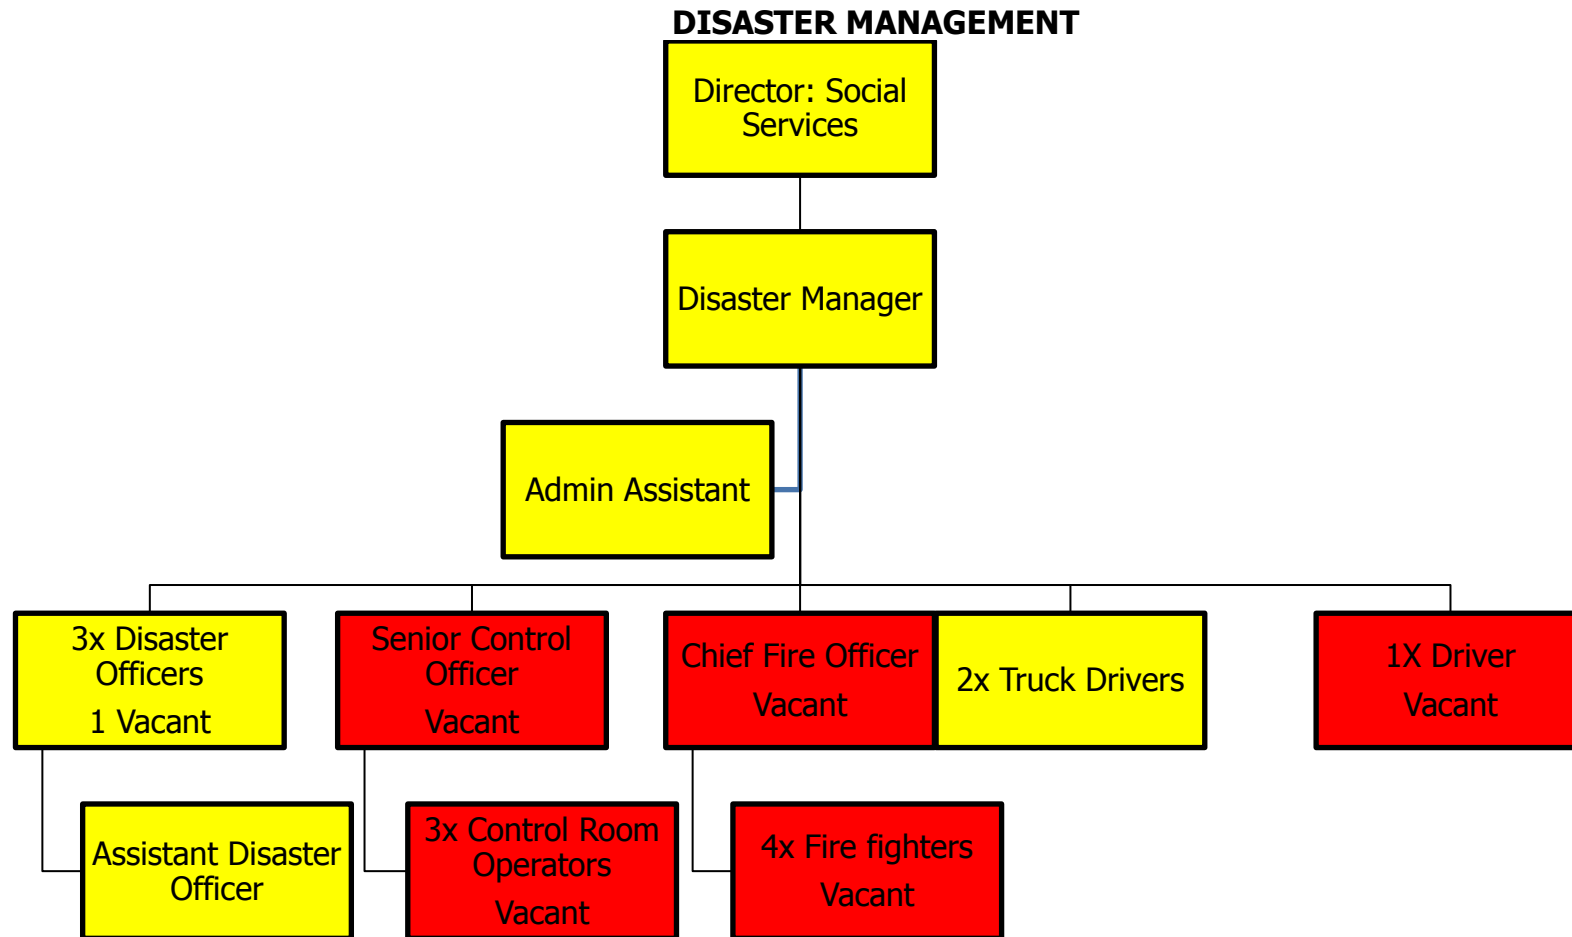 DISASTER MANAGEMENT
Director: Social
Services
Disaster Manager
Admin Assistant
3x Disaster
Officers
1 Vacant
Senior Control
Officer
Vacant
Chief Fire Officer
Vacant
2x Truck Drivers
1X Driver
Vacant
Assistant Disaster
Officer
3x Control Room
Operators
Vacant
4x Fire fighters
Vacant